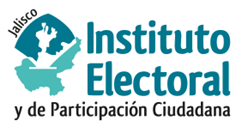 Jalisco
Instituto
Electoral
y de Participación Ciudadana